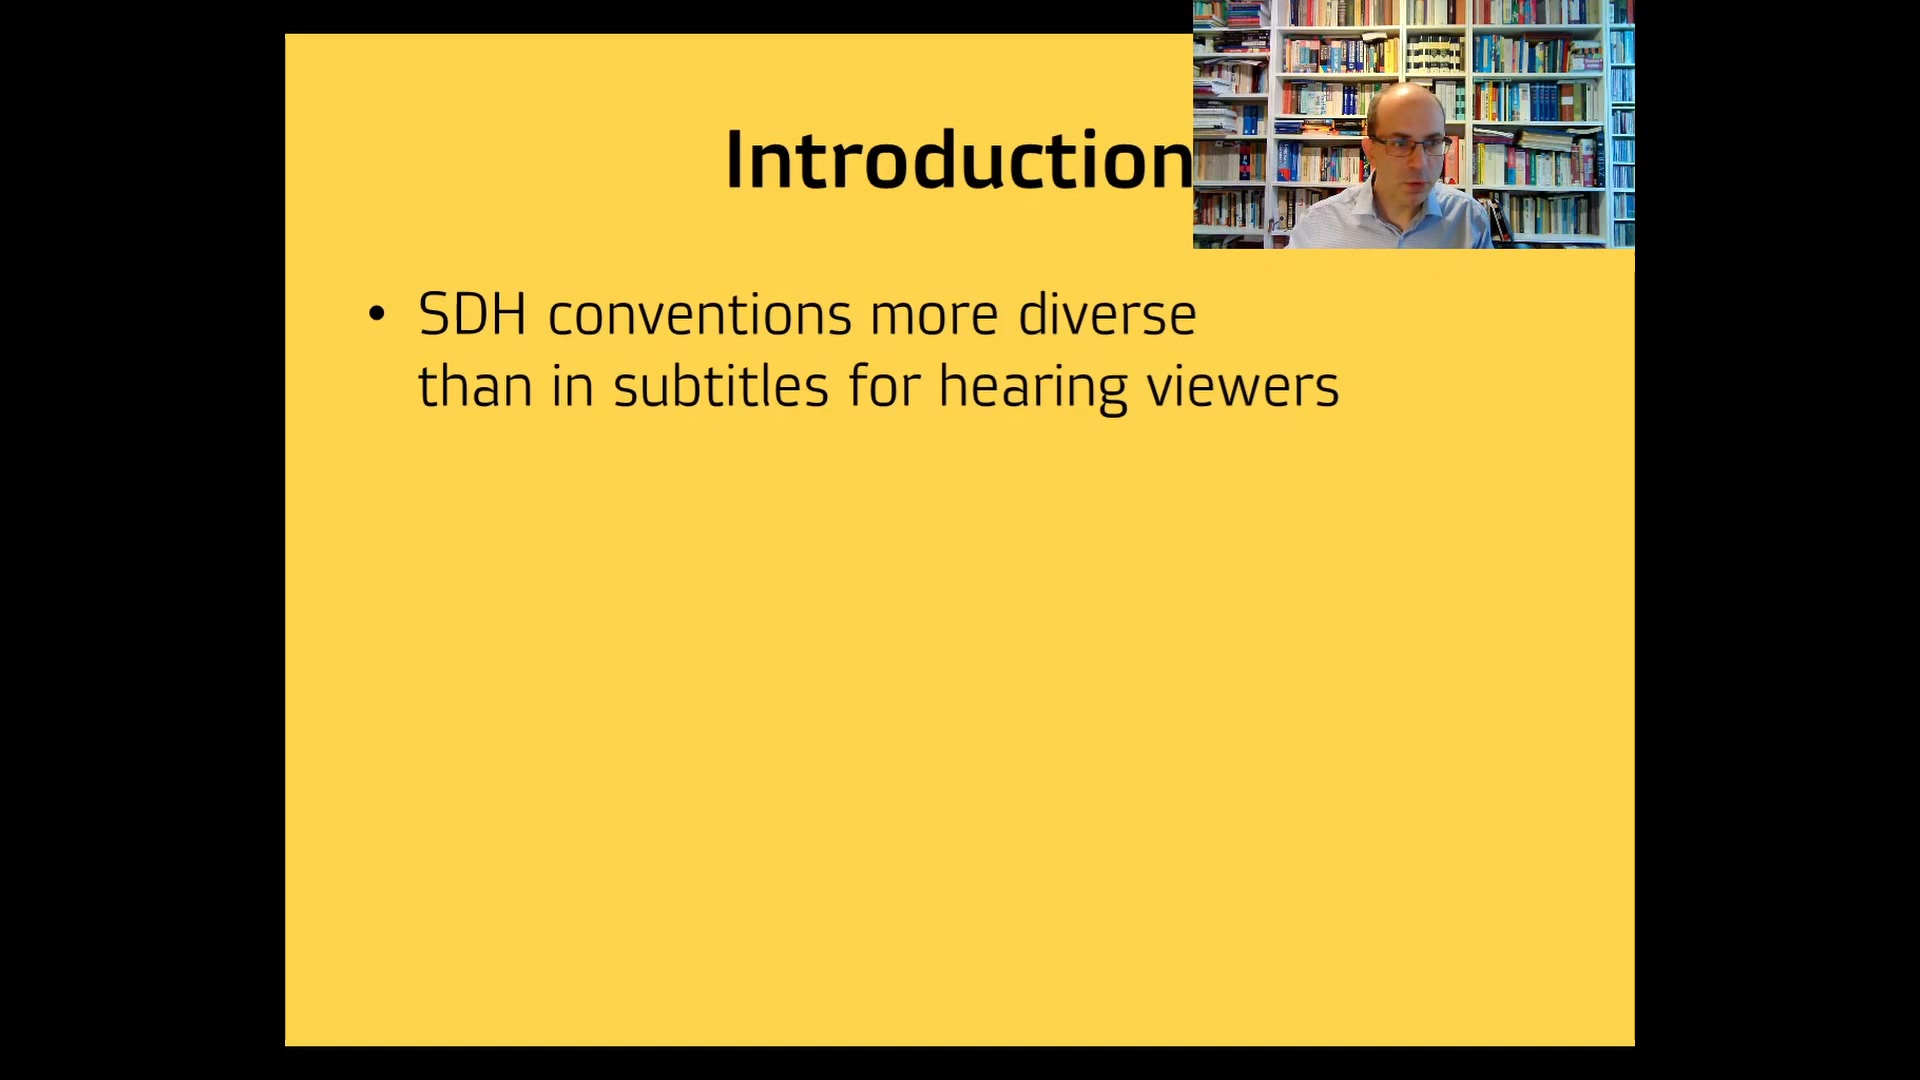 Introduction
• SDH conventions more diverse
than in subtitles for hearing viewers